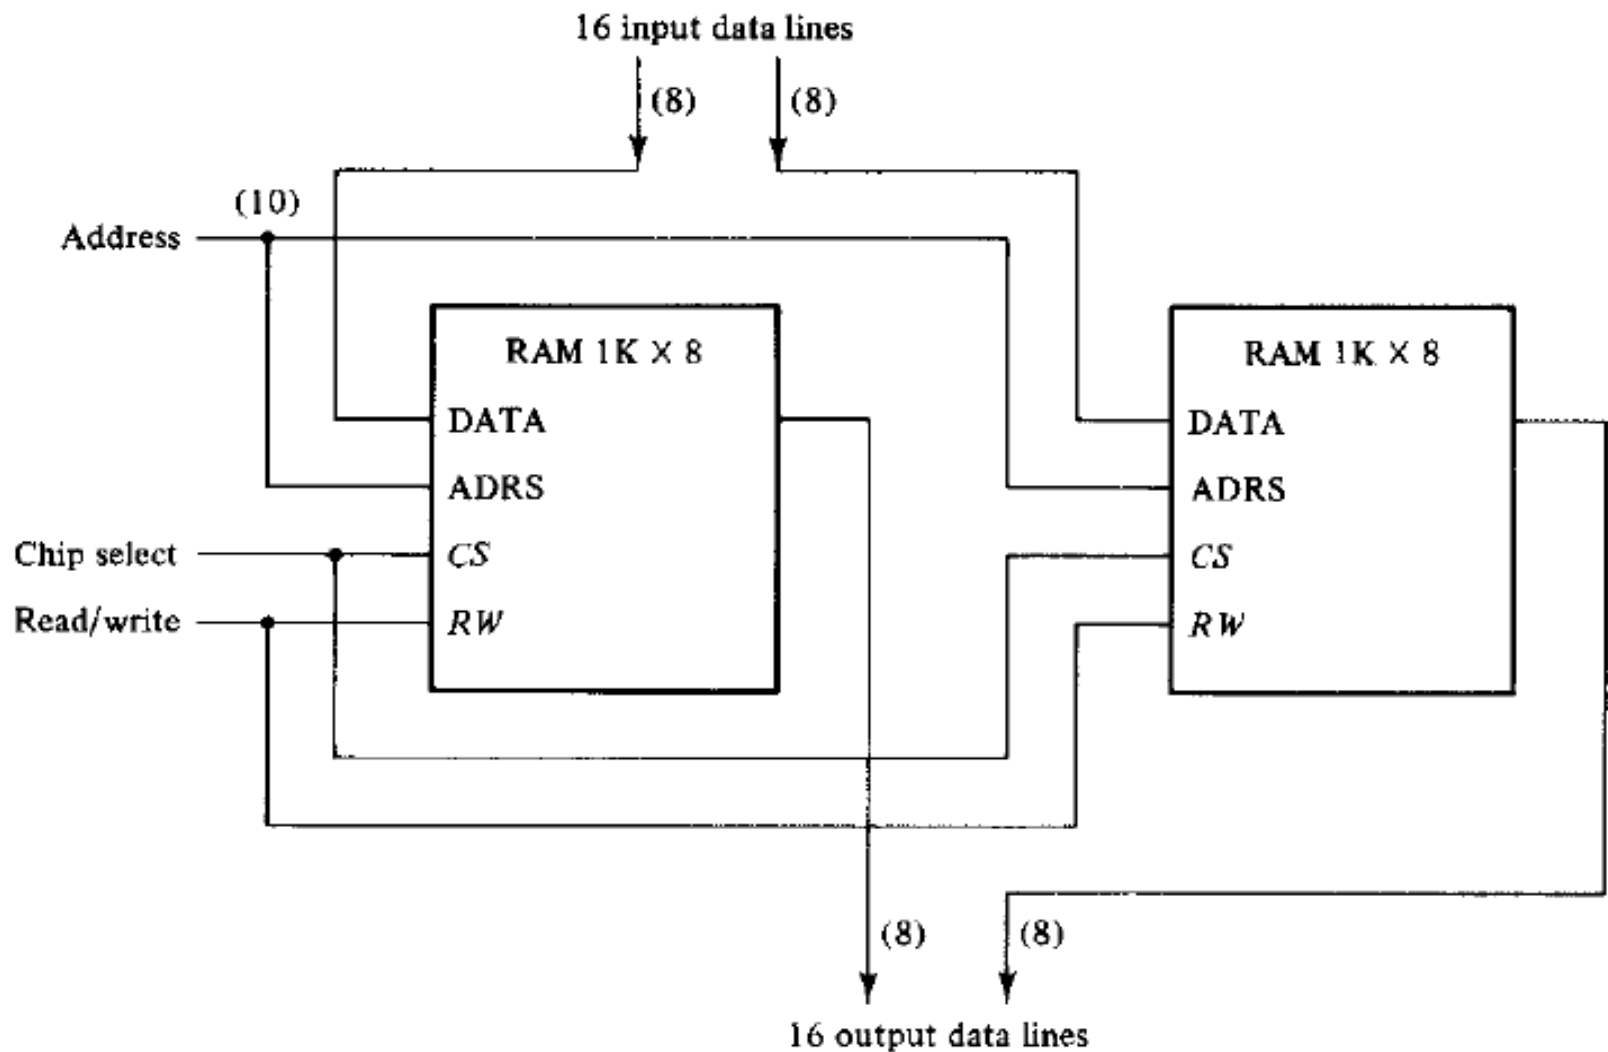 16 input data lines
(8) (8)
(10)
Address
RAM 1K × 8 RAM 1K × 8
DATA DATA
ADRS ADRS
Chip select CS CS
Read/write RW RW
(8) (8)
16 output data lines